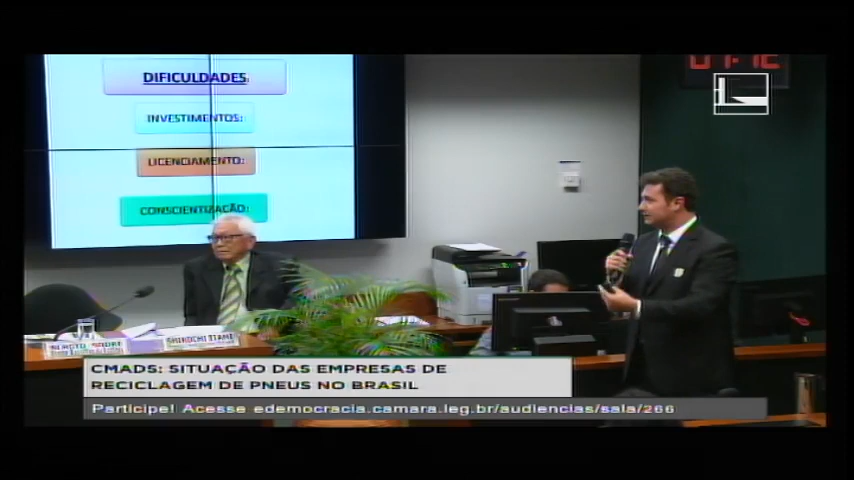 DIFICULDADES:
INVESTIMENTOS:
LICENCIAMENTO:
CONSCIENTIZAÇÃO:
SHINOCHI ITAMI
CMADS: SITUAÇÃO DAS EMPRESAS DE
RECICLAGEM DE PNEUS NO BRASIL
Participe! Acesse edemocracia.camara.leg.br/audiencias/sala/266